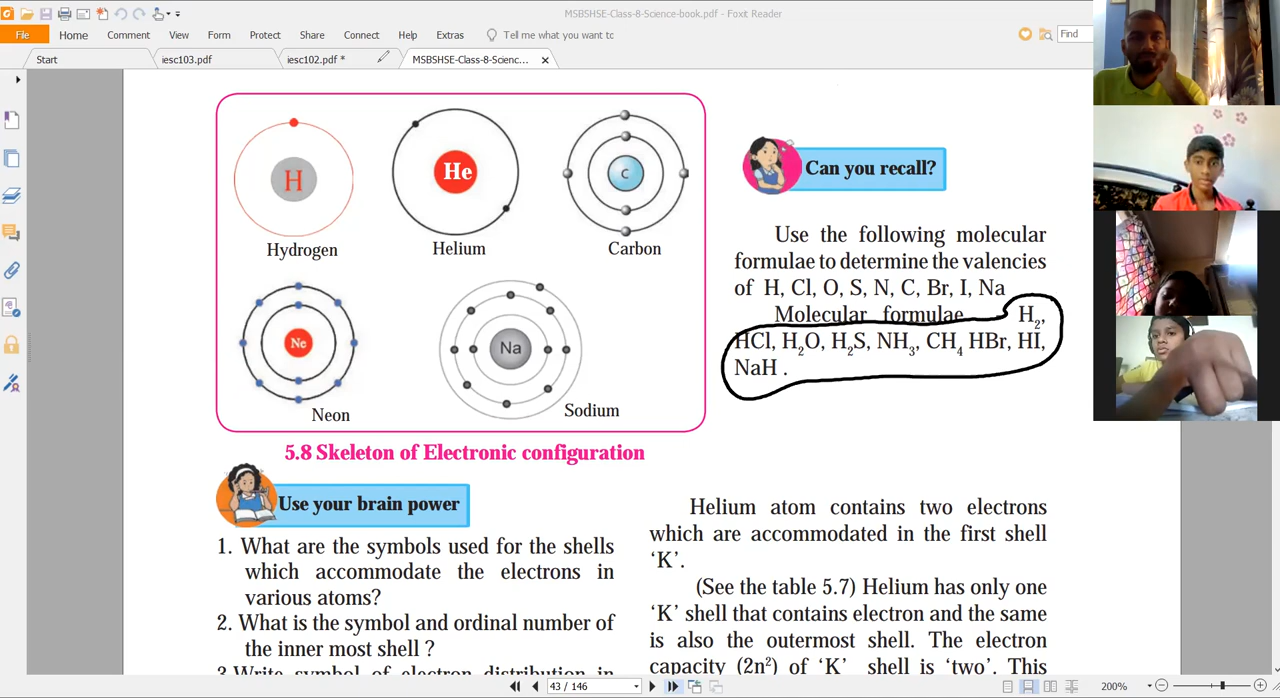 MSBSHSE-Class-8-Science-book.pdf - Foxit Reader
File Home Comment View Form Protect Share Connect Help Extras Tell me what you want to Find
Start iesc103.pdf iesc102.pdf * MSBSHSE-Class-8-Scienc...
H
Hydrogen
He
Helium
C
Carbon
Ne
Neon
Na
Sodium
5.8 Skeleton of Electronic configuration
Can you recall?
Use the following molecular
formulae to determine the valencies
of H, Cl, O, S, N, C, Br, I, Na
Molecular formulae - H₂,
HCl, H₂O, H₂S, NH₃, CH₄ HBr, HI,
NaH .
Use your brain power
1. What are the symbols used for the shells
which accommodate the electrons in
various atoms?
2. What is the symbol and ordinal number of
the inner most shell ?
3.Write symbol of electron distribution in
Helium atom contains two electrons
which are accommodated in the first shell
‘K’.
(See the table 5.7) Helium has only one
‘K’ shell that contains electron and the same
is also the outermost shell. The electron
capacity (2n²) of ‘K’ shell is ‘two’. This
43 / 146
200%